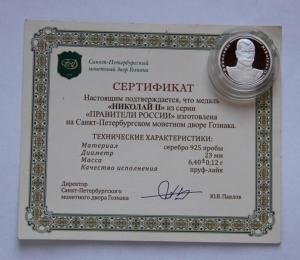 Санкт-Петербургский
монетный двор Гознака
СЕРТИФИКАТ
Настоящим подтверждается, что медаль
«НИКОЛАЙ II» из серии
«ПРАВИТЕЛИ РОССИИ» изготовлена
на Санкт-Петербургском монетном дворе Гознака.
ТЕХНИЧЕСКИЕ ХАРАКТЕРИСТИКИ:
Материал серебро 925 пробы
Диаметр 23 мм
Масса 6,40±0,12 г
Качество исполнения пруф-лайк
Директор
Санкт-Петербургского
монетного двора Гознака Ю.В. Павлов